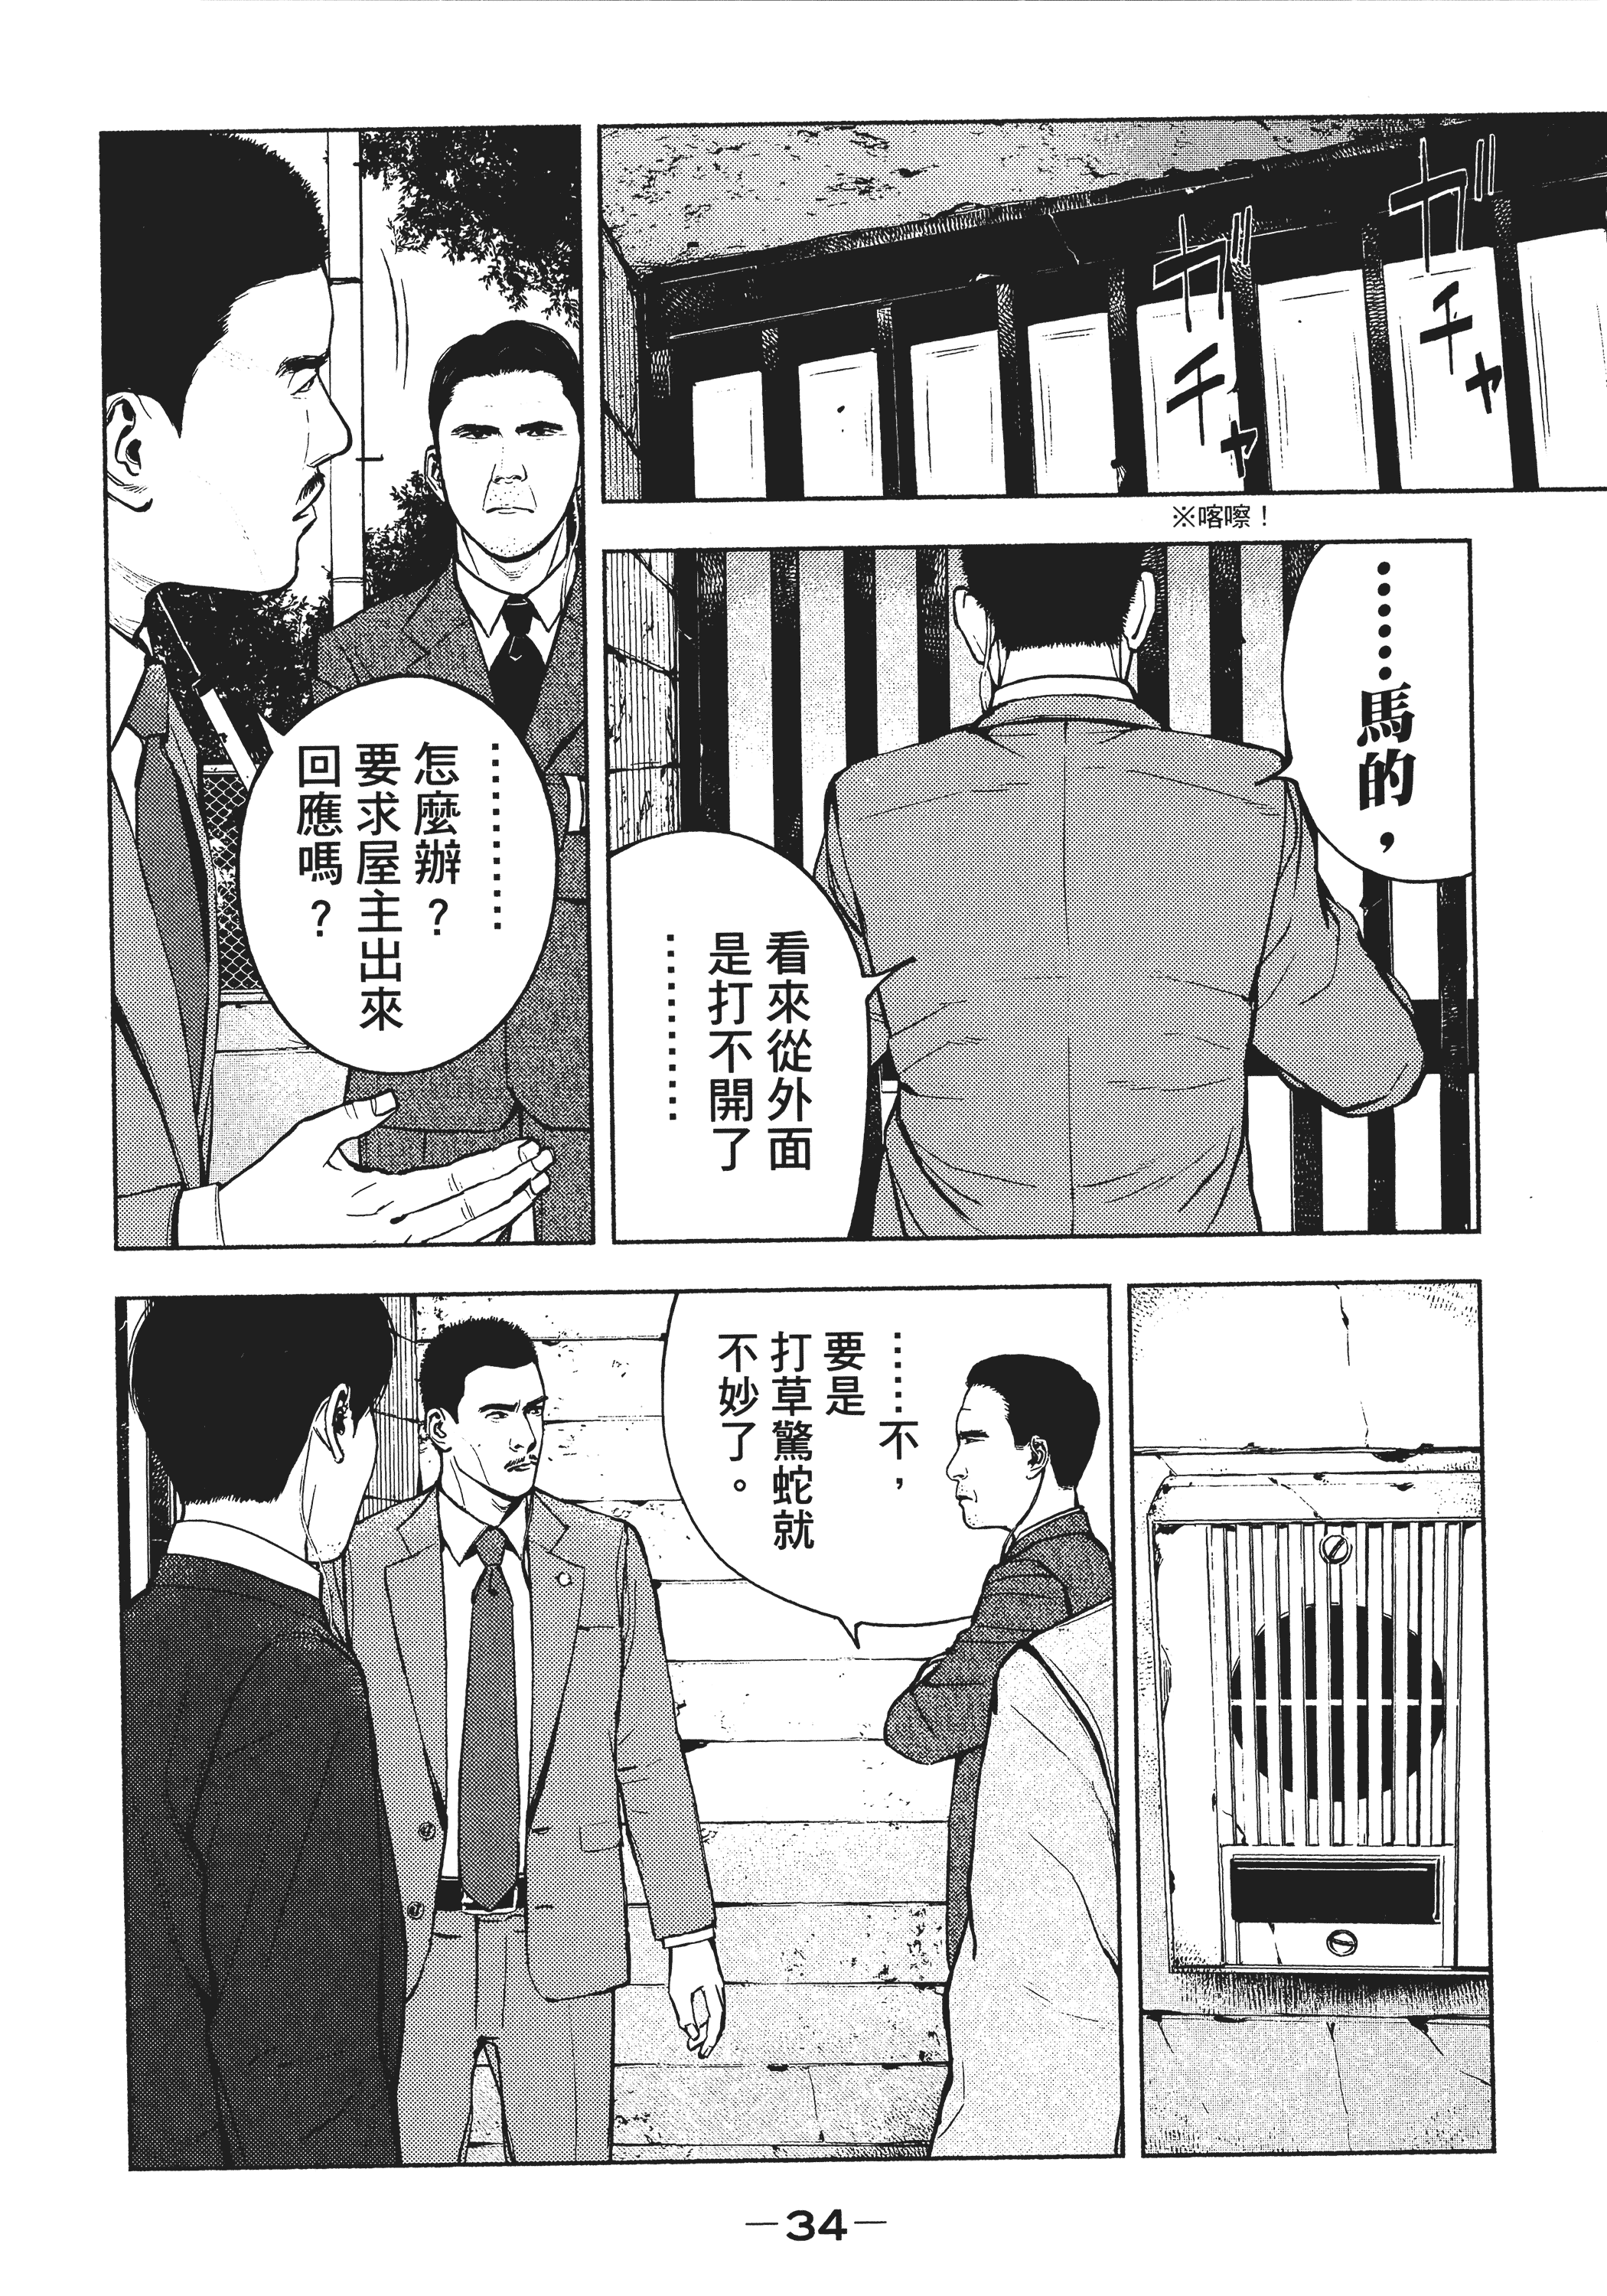 ガチャ
ガチャ
※喀嚓！
……馬的，
看來從外面
是打不開了
…………
…………
怎麼辦？
要求屋主出來
回應嗎？
……不，
要是
打草驚蛇就
不妙了。
—34—